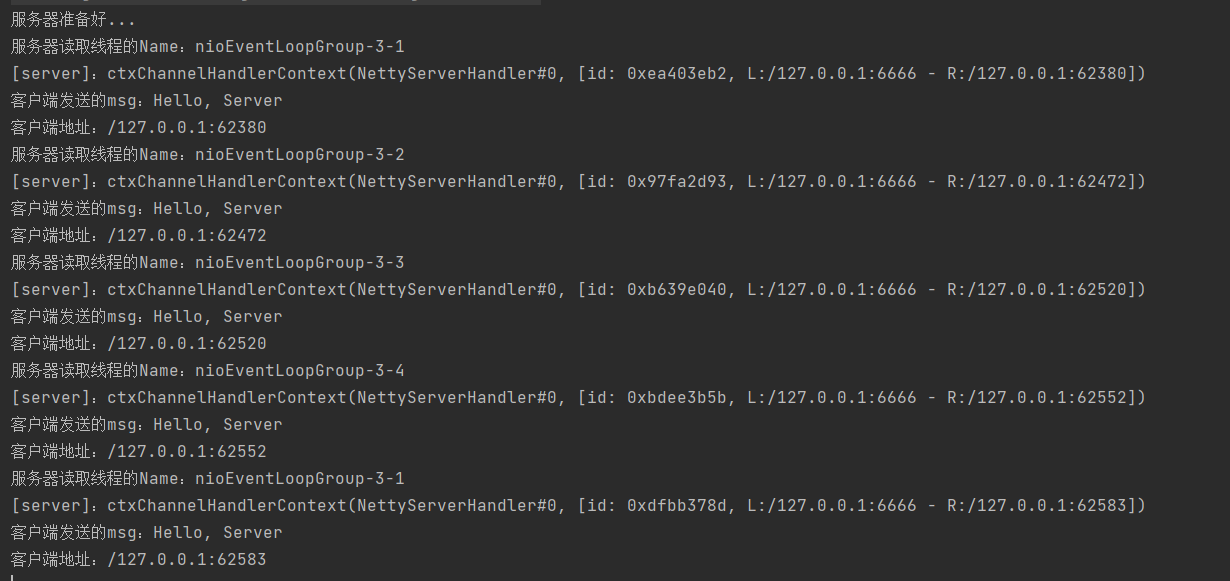 服务器准备好...
服务器读取线程的Name：nioEventLoopGroup-3-1
[server]：ctxChannelHandlerContext(NettyServerHandler#0, [id: 0xea403eb2, L:/127.0.0.1:6666 - R:/127.0.0.1:62380])
客户端发送的msg：Hello, Server
客户端地址：/127.0.0.1:62380
服务器读取线程的Name：nioEventLoopGroup-3-2
[server]：ctxChannelHandlerContext(NettyServerHandler#0, [id: 0x97fa2d93, L:/127.0.0.1:6666 - R:/127.0.0.1:62472])
客户端发送的msg：Hello, Server
客户端地址：/127.0.0.1:62472
服务器读取线程的Name：nioEventLoopGroup-3-3
[server]：ctxChannelHandlerContext(NettyServerHandler#0, [id: 0xb639e040, L:/127.0.0.1:6666 - R:/127.0.0.1:62520])
客户端发送的msg：Hello, Server
客户端地址：/127.0.0.1:62520
服务器读取线程的Name：nioEventLoopGroup-3-4
[server]：ctxChannelHandlerContext(NettyServerHandler#0, [id: 0xbdee3b5b, L:/127.0.0.1:6666 - R:/127.0.0.1:62552])
客户端发送的msg：Hello, Server
客户端地址：/127.0.0.1:62552
服务器读取线程的Name：nioEventLoopGroup-3-1
[server]：ctxChannelHandlerContext(NettyServerHandler#0, [id: 0xdfbb378d, L:/127.0.0.1:6666 - R:/127.0.0.1:62583])
客户端发送的msg：Hello, Server
客户端地址：/127.0.0.1:62583